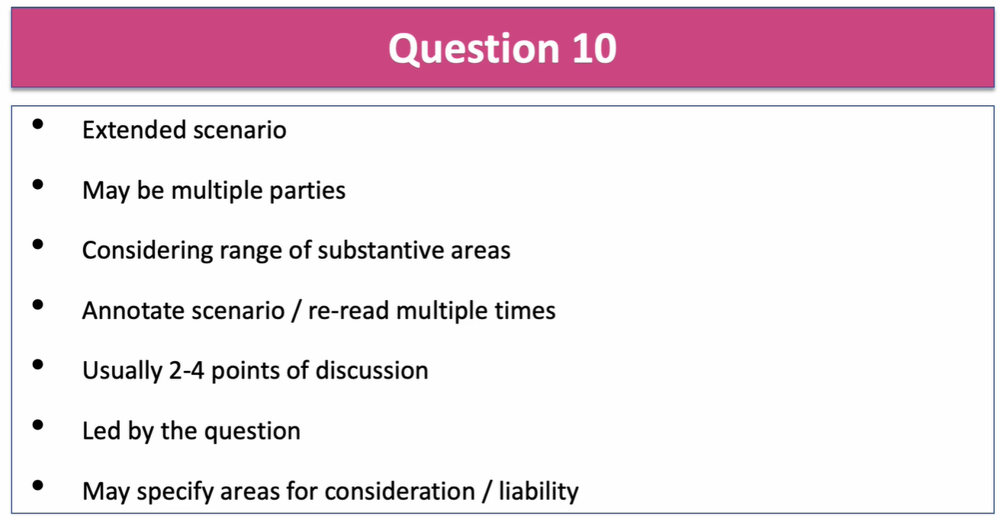 Question 10
• Extended scenario
• May be multiple parties
• Considering range of substantive areas
• Annotate scenario / re-read multiple times
• Usually 2-4 points of discussion
• Led by the question
• May specify areas for consideration / liability